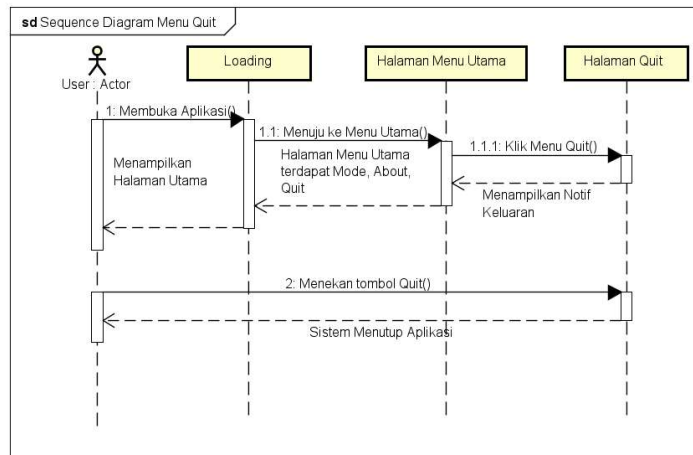 sd Sequence Diagram Menu Quit
User : Actor
Loading
Halaman Menu Utama
Halaman Quit
1: Membuka Aplikasi()
1.1: Menuju ke Menu Utama()
1.1.1: Klik Menu Quit()
Menampilkan
Halaman Utama
Halaman Menu Utama
terdapat Mode, About,
Quit
Menampilkan Notif
Keluaran
2: Menekan tombol Quit()
Sistem Menutup Aplikasi